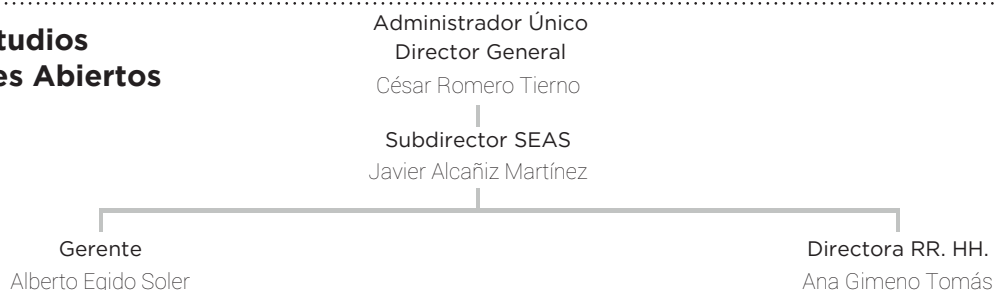 tudios
es Abiertos
Administrador Único
Director General
César Romero Tierno
Subdirector SEAS
Javier Alcañiz Martínez
Gerente
Alberto Egido Soler
Directora RR. HH.
Ana Gimeno Tomás